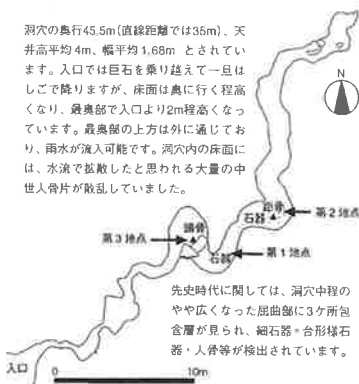 洞穴の奥行45.5m(直線距離では35m)、天
井高平均4m、幅平均1.68m とされてい
ます。入口では巨石を乗り越えて一旦は
しごで降りますが、床面は奥に行く程高
くなり、最奥部で入口より2m程高くなっ
ています。最奥部の上方は外に通じてお
り、雨水が流入可能です。洞穴内の床面に
は、水流で拡散したと思われる大量の中
世人骨片が散乱していました。
N
石器
第2地点
頭骨
第3地点
石器
第1地点
先史時代に関しては、洞穴中程の
やや広くなった屈曲部に3ケ所包
含層が見られ、細石器・台形様石
器・人骨等が検出されています。
入口
0 10m